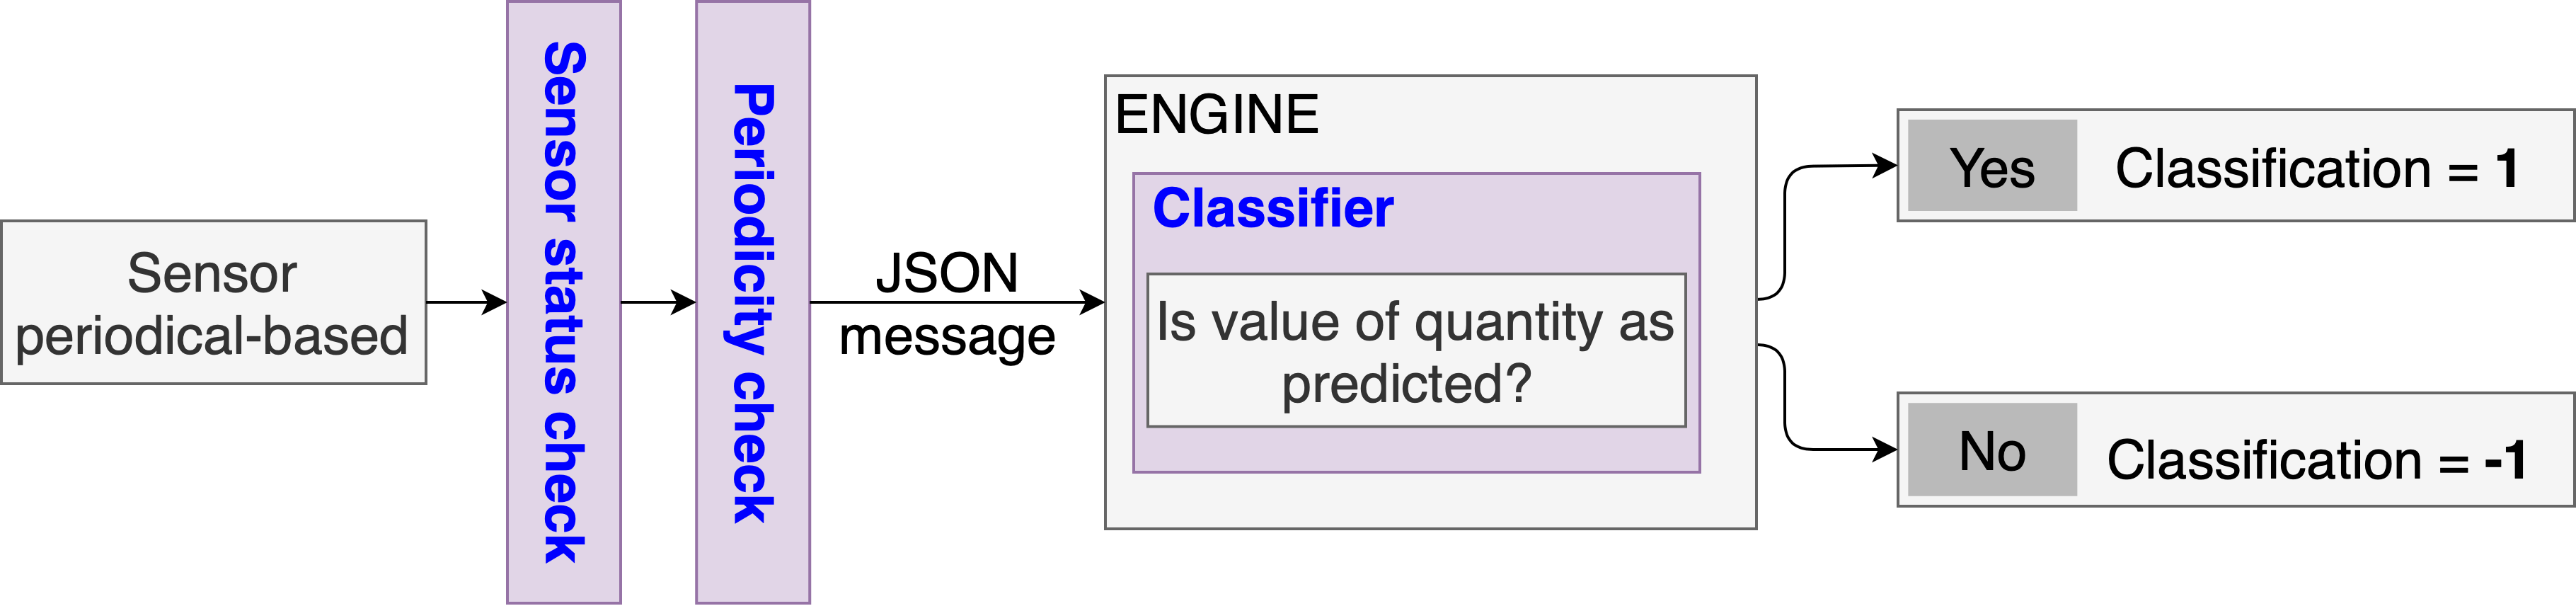 Sensor
periodical-based
Sensor status check
Periodicity check
JSON
message
ENGINE
Classifier
Is value of quantity as
predicted?
Yes
Classification = 1
No
Classification = -1